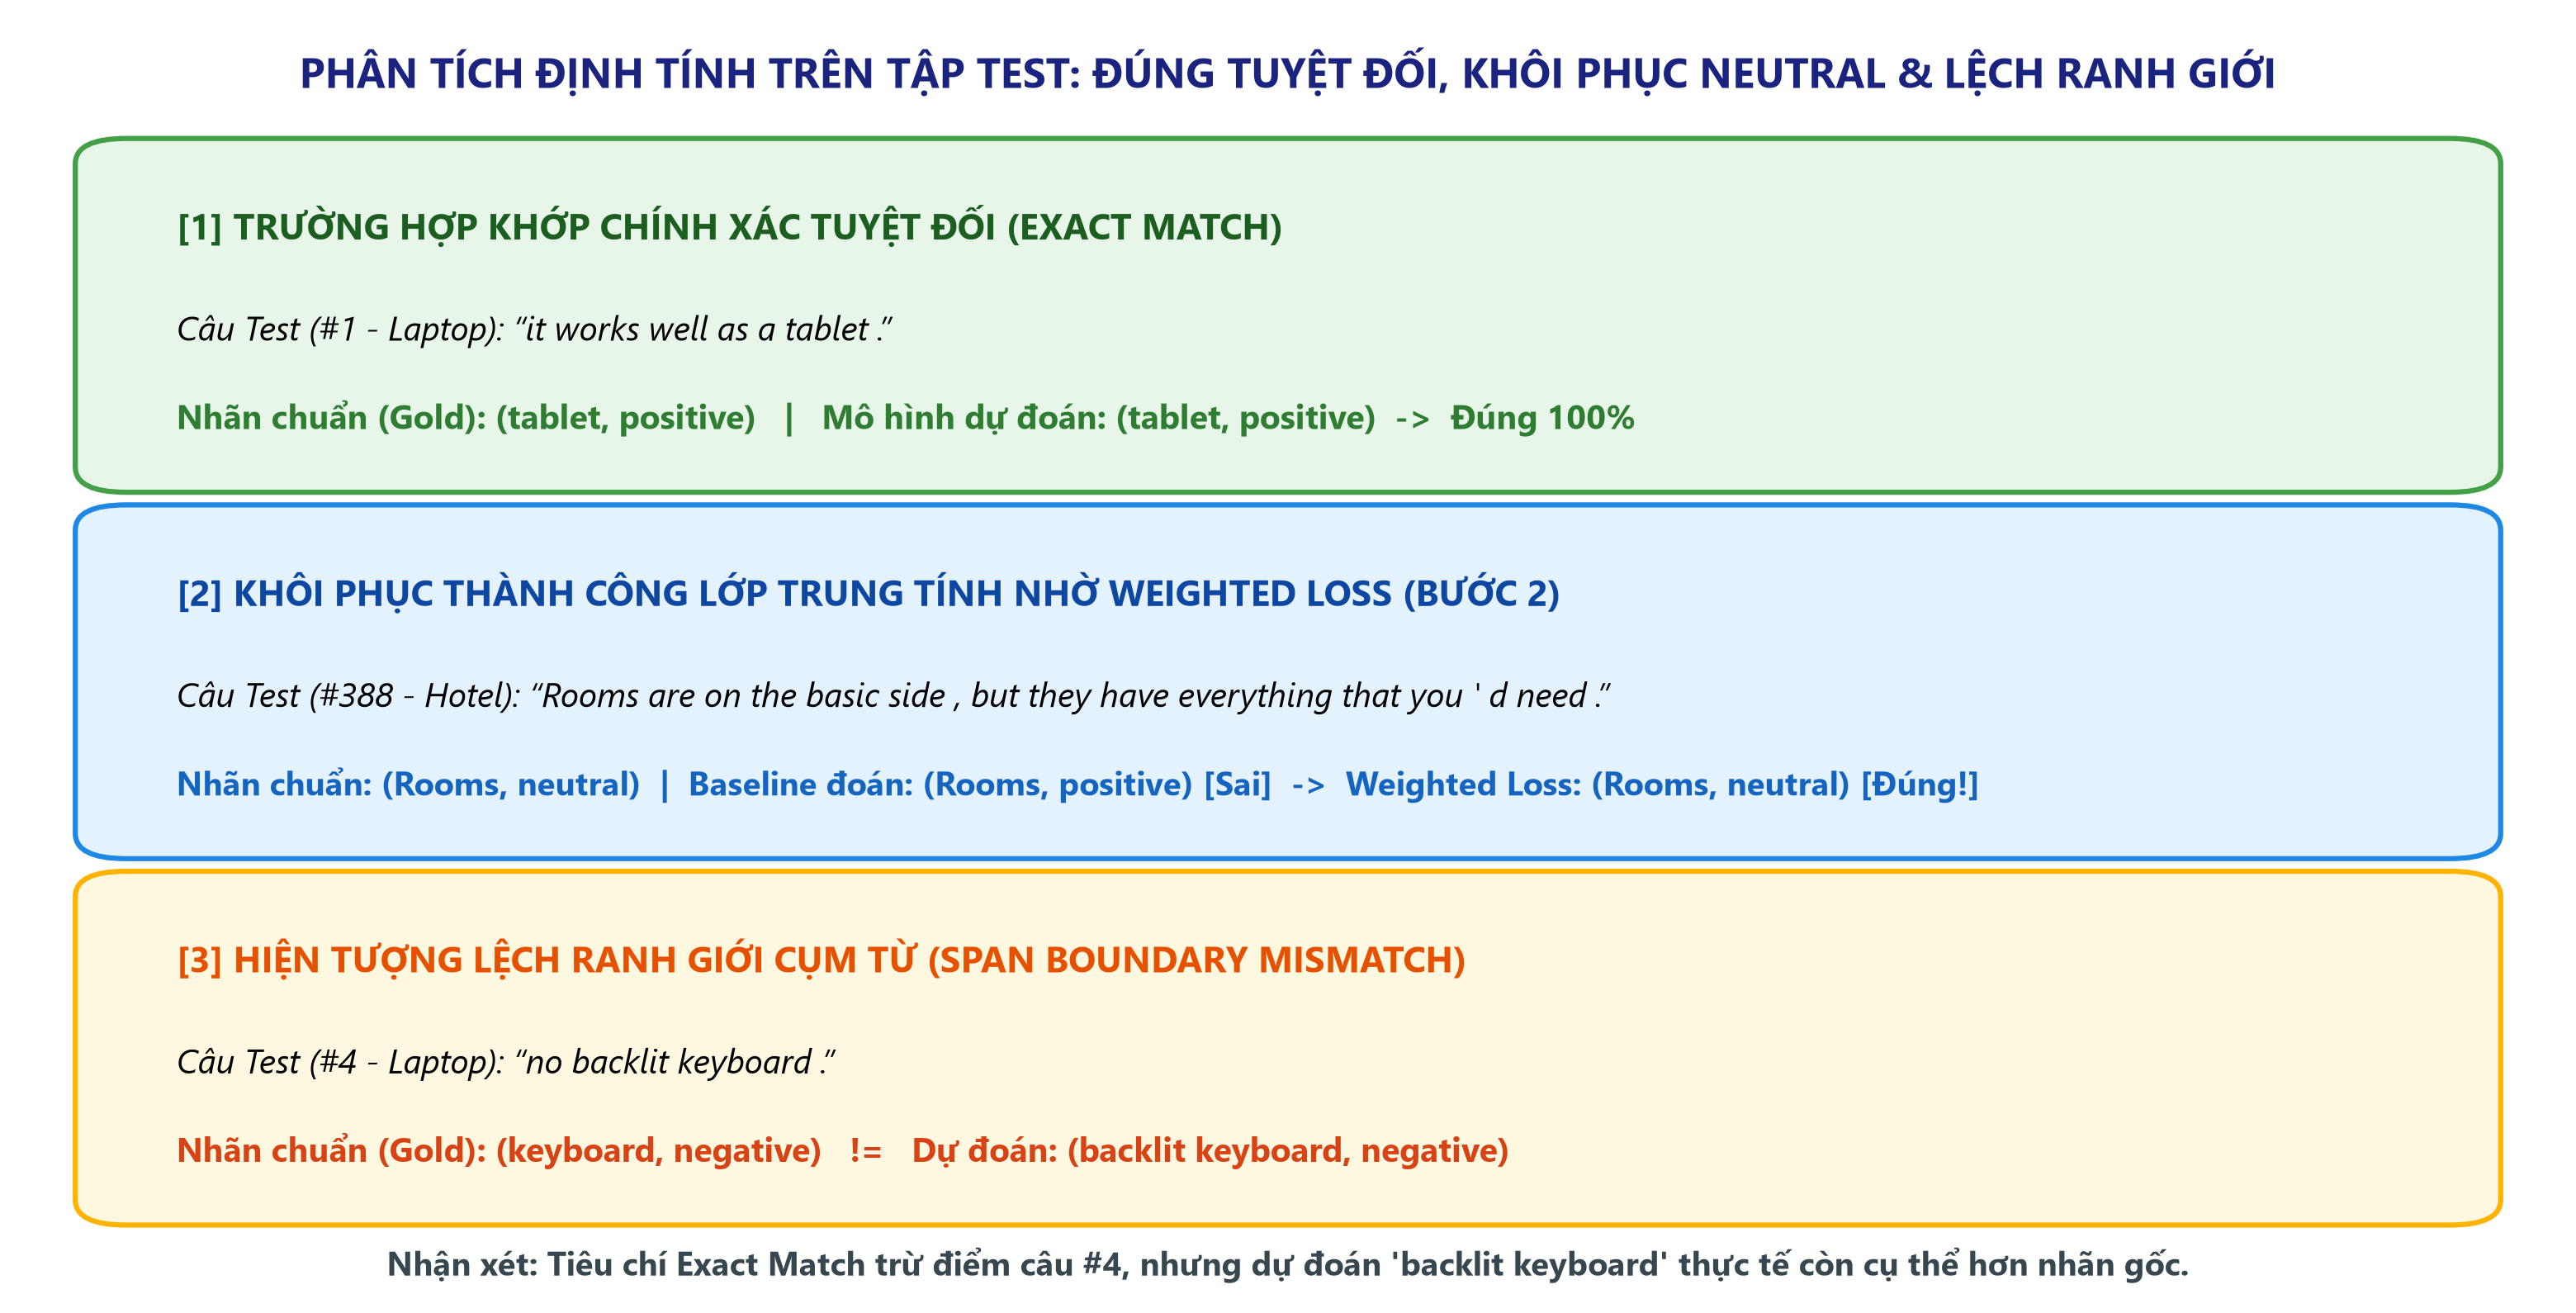 PHÂN TÍCH ĐỊNH TÍNH TRÊN TẬP TEST: ĐÚNG TUYỆT ĐỐI, KHÔI PHỤC NEUTRAL & LỆCH RANH GIỚI
[1] TRƯỜNG HỢP KHỚP CHÍNH XÁC TUYỆT ĐỐI (EXACT MATCH)
Câu Test (#1 - Laptop): “it works well as a tablet .”
Nhãn chuẩn (Gold): (tablet, positive) | Mô hình dự đoán: (tablet, positive) -> Đúng 100%
[2] KHÔI PHỤC THÀNH CÔNG LỚP TRUNG TÍNH NHỜ WEIGHTED LOSS (BƯỚC 2)
Câu Test (#388 - Hotel): “Rooms are on the basic side , but they have everything that you ' d need .”
Nhãn chuẩn: (Rooms, neutral) | Baseline đoán: (Rooms, positive) [Sai] -> Weighted Loss: (Rooms, neutral) [Đúng!]
[3] HIỆN TƯỢNG LỆCH RANH GIỚI CỤM TỪ (SPAN BOUNDARY MISMATCH)
Câu Test (#4 - Laptop): “no backlit keyboard .”
Nhãn chuẩn (Gold): (keyboard, negative) != Dự đoán: (backlit keyboard, negative)
Nhận xét: Tiêu chí Exact Match trừ điểm câu #4, nhưng dự đoán 'backlit keyboard' thực tế còn cụ thể hơn nhãn gốc.